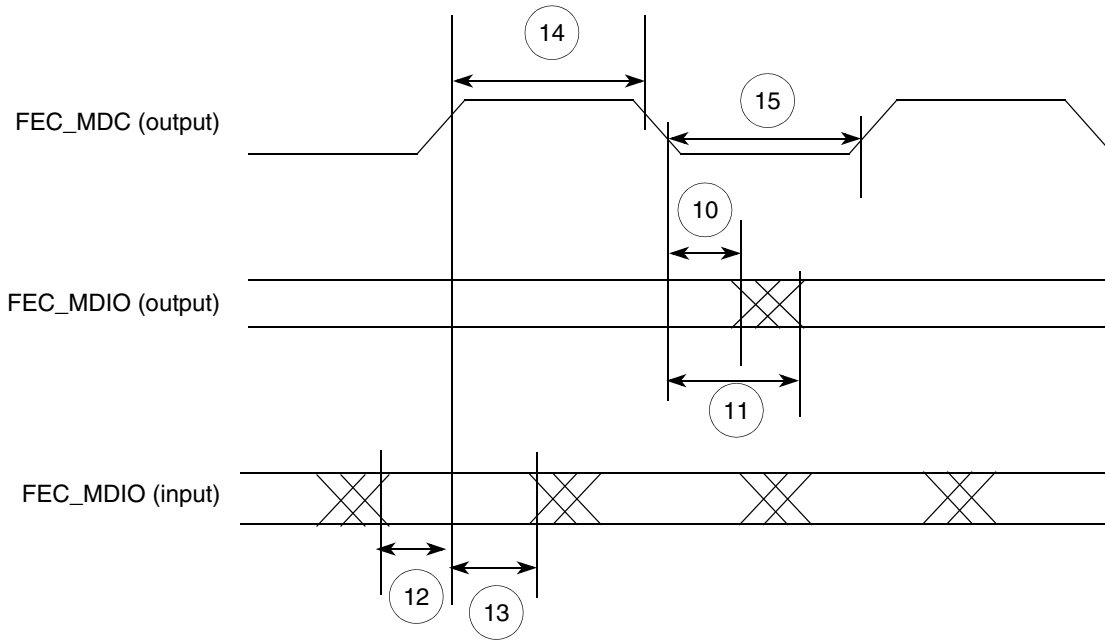 14
FEC_MDC (output)
15
10
FEC_MDIO (output)
11
FEC_MDIO (input)
12
13